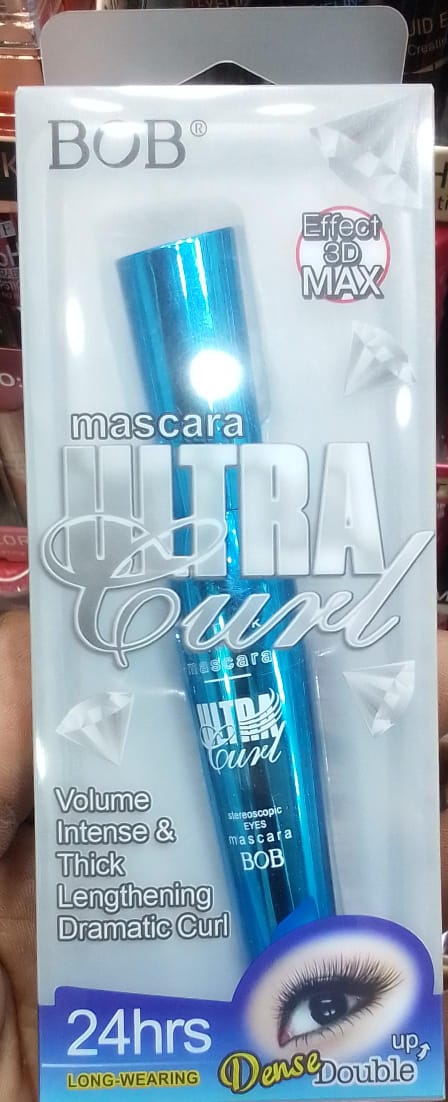 BOB®
Effect
3D
MAX
mascara
ULTRA
Curl
mascara
ULTRA
Curl
stereoscopic
EYES
mascara
BOB
Volume
Intense &
Thick
Lengthening
Dramatic Curl
24hrs
LONG-WEARING
up
Dense Double